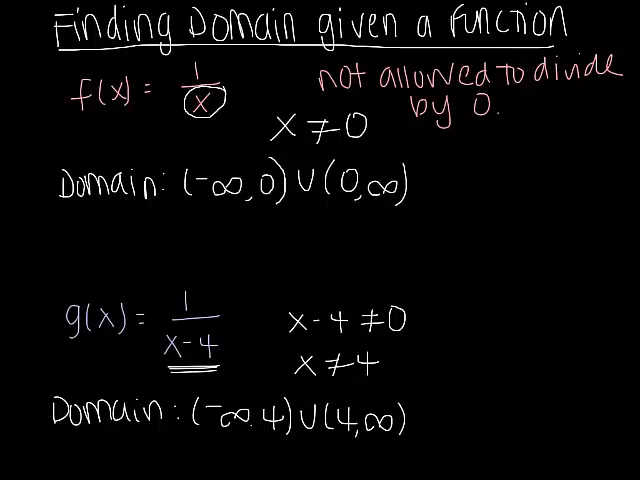 Finding Domain given a function
f(x) = 1/x not allowed to divide by 0.
x ≠ 0
Domain: (-∞, 0) ∪ (0, ∞)
g(x) = 1/(x-4) x-4 ≠ 0
x ≠ 4
Domain: (-∞. 4) ∪ (4, ∞)